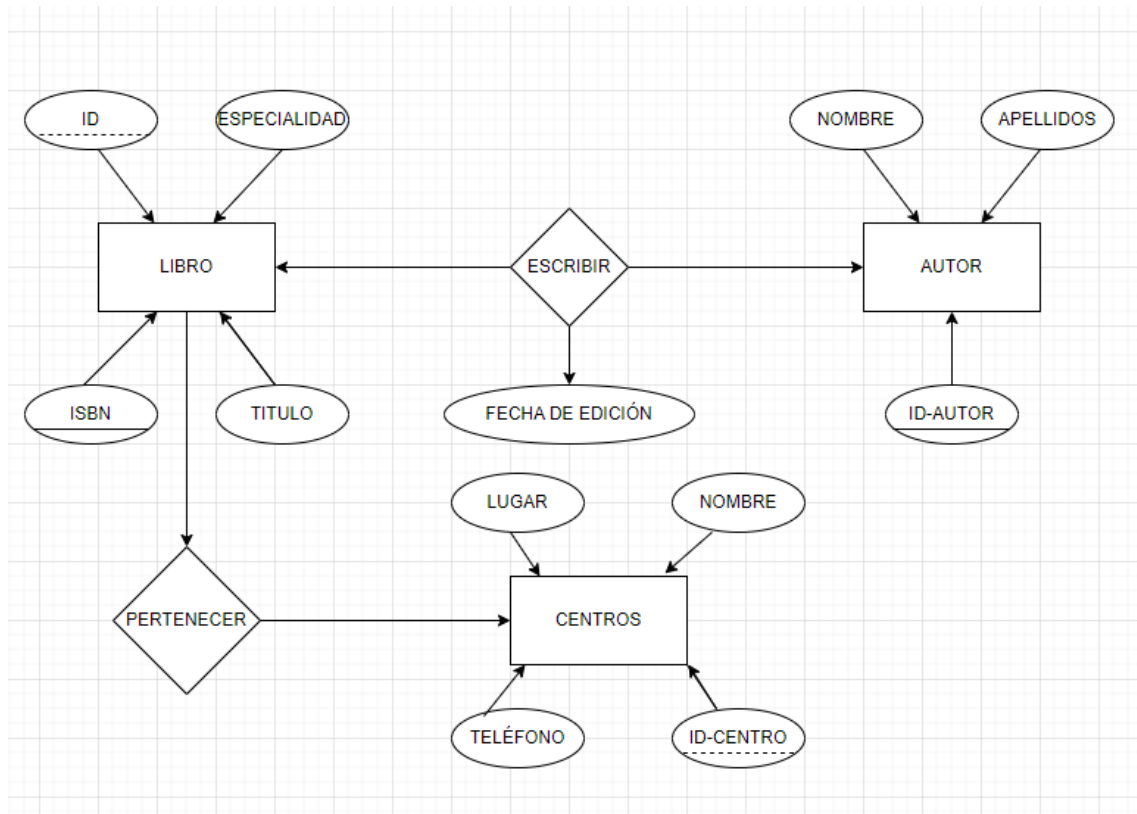 ID
ESPECIALIDAD
NOMBRE
APELLIDOS
LIBRO
ESCRIBIR
AUTOR
ISBN
TITULO
FECHA DE EDICIÓN
ID-AUTOR
LUGAR
NOMBRE
PERTENECER
CENTROS
TELÉFONO
ID-CENTRO